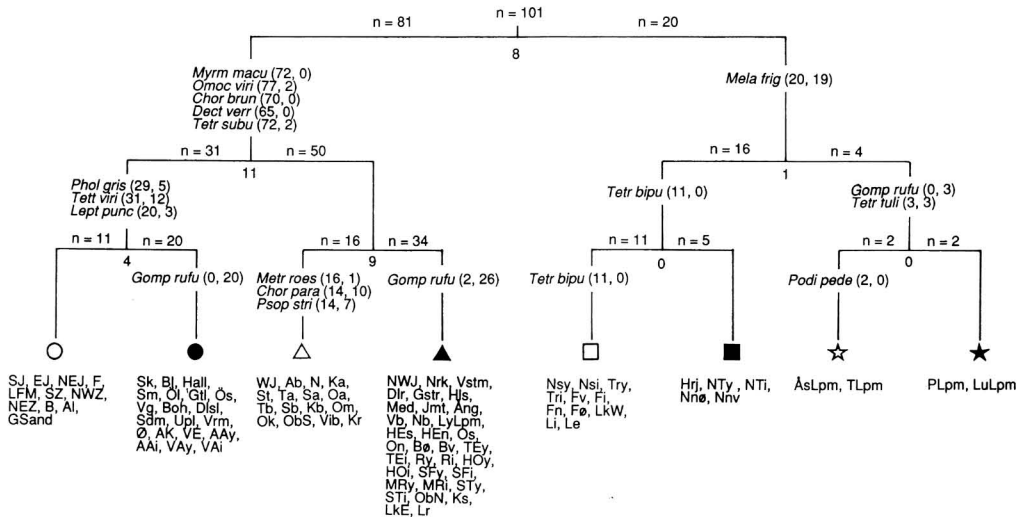 n = 101
n = 81
n = 20
8
Myrm macu (72, 0)
Omoc viri (77, 2)
Chor brun (70, 0)
Dect verr (65, 0)
Tetr subu (72, 2)
Mela frig (20, 19)
n = 31
n = 50
11
n = 16
n = 4
1
Phol gris (29, 5)
Tett viri (31, 12)
Lept punc (20, 3)
Tetr bipu (11, 0)
Gomp rufu (0, 3)
Tetr fuli (3, 3)
n = 11
n = 20
4
n = 16
n = 34
9
n = 11
n = 5
0
n = 2
n = 2
0
Gomp rufu (0, 20)
Metr roes (16, 1)
Chor para (14, 10)
Psop stri (14, 7)
Gomp rufu (2, 26)
Tetr bipu (11, 0)
Podi pede (2, 0)
SJ, EJ, NEJ, F,
LFM, SZ, NWZ,
NEZ, B, Al,
GSand
Sk, Bl, Hall,
Sm, Öl, Gtl, Ös,
Vg, Boh, Dlsl,
Sdm, Upl, Vrm,
Ø, AK, VE, AAy,
AAi, VAy, VAi
WJ, Ab, N, Ka,
St, Ta, Sa, Oa,
Tb, Sb, Kb, Om,
Ok, ObS, Vib, Kr
NWJ, Nrk, Vstm,
Dlr, Gstr, Hls,
Med, Jmt, Ång,
Vb, Nb, LyLpm,
HEs, HEn, Os,
On, Bø, Bv, TEy,
TEi, Ry, Ri, HOy,
HOi, SFy, SFi,
MRy, MRi, STy,
STi, ObN, Ks,
LkE, Lr
Nsy, Nsi, Try,
Tri, Fv, Fi,
Fn, Fø, LkW,
Li, Le
Hrj, NTy , NTi,
Nnø, Nnv
ÅsLpm, TLpm
PLpm, LuLpm